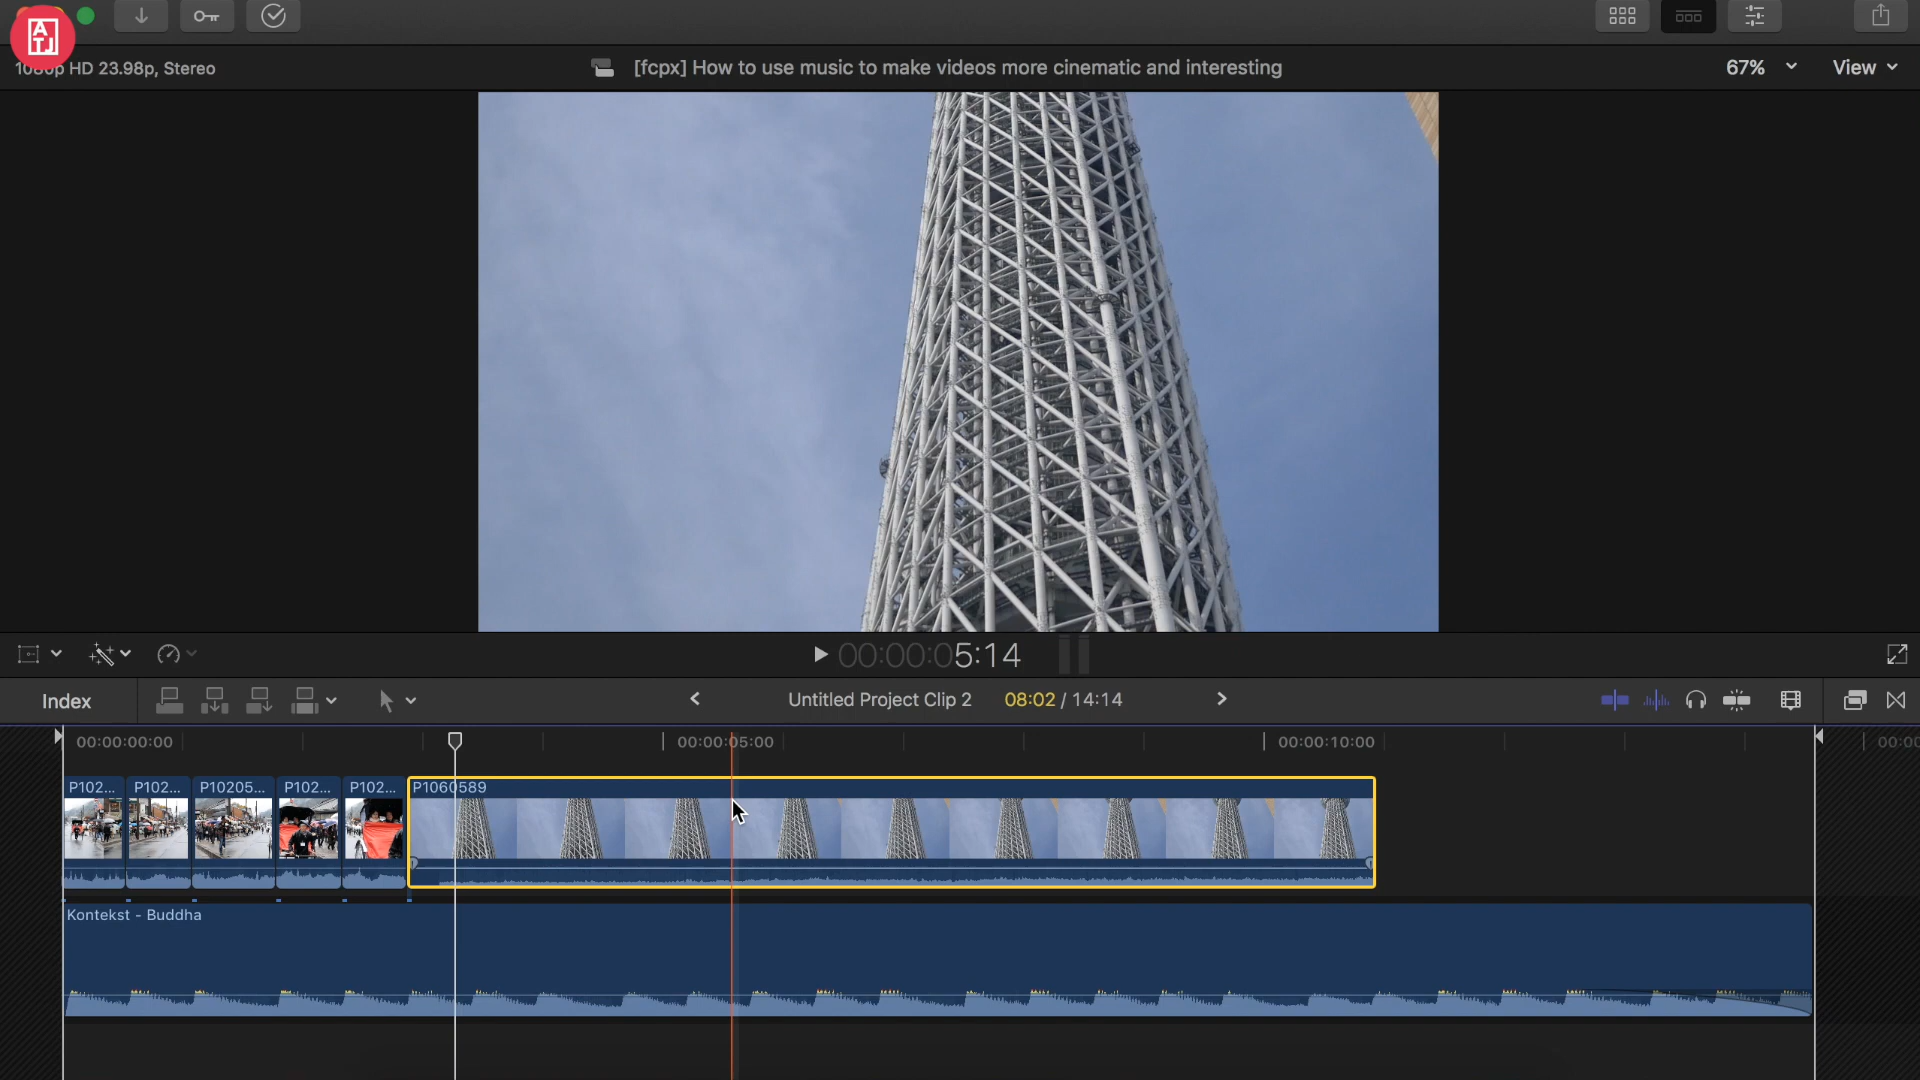 ATJ
1080p HD 23.98p, Stereo
[fcpx] How to use music to make videos more cinematic and interesting
67%
View
00:00:05:14
Index
Untitled Project Clip 2
08:02 / 14:14
00:00:00:00
00:00:05:00
00:00:10:00
00:00
P102...
P102...
P10205...
P102...
P102...
P1060589
Kontekst - Buddha